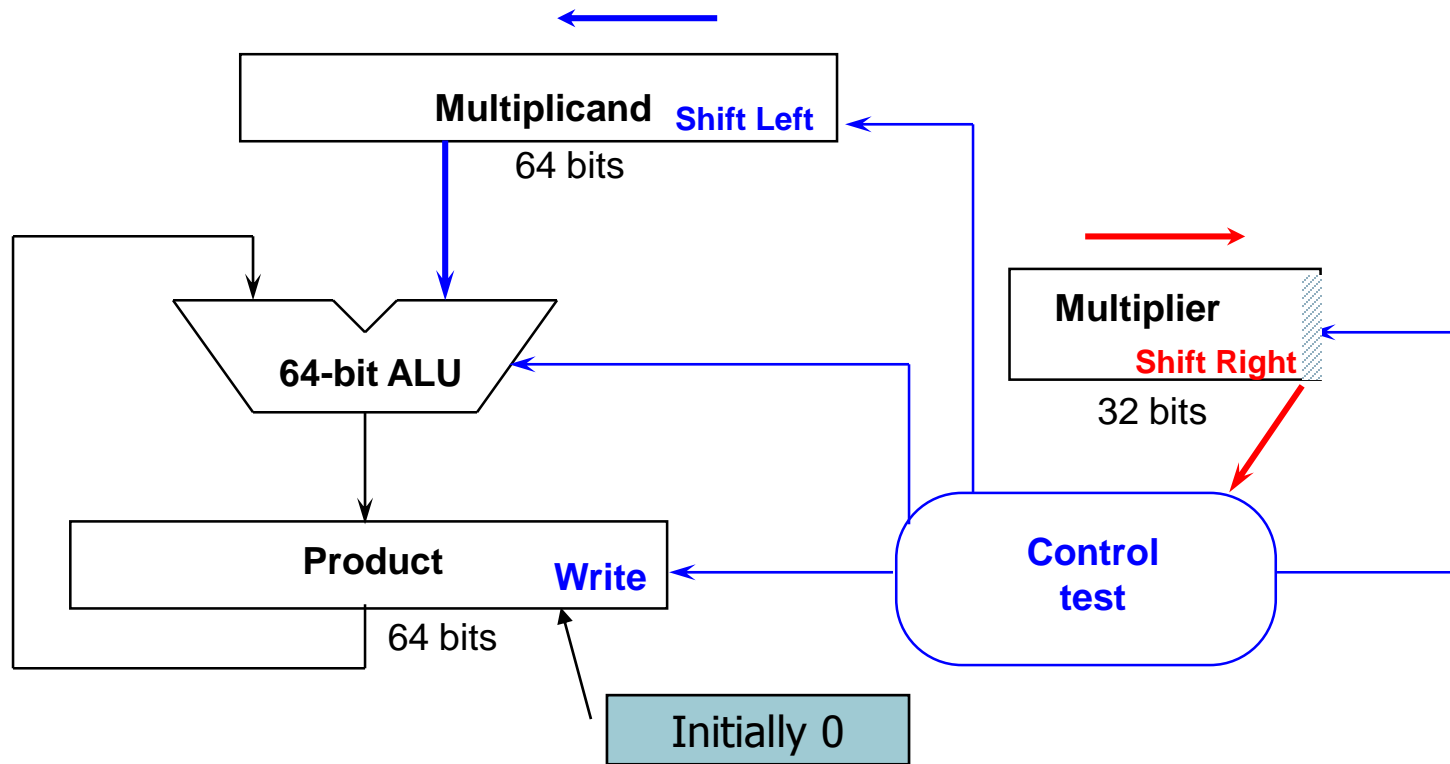 Multiplicand
Shift Left
64 bits
Multiplier
Shift Right
32 bits
64-bit ALU
Control
test
Product
Write
64 bits
Initially 0